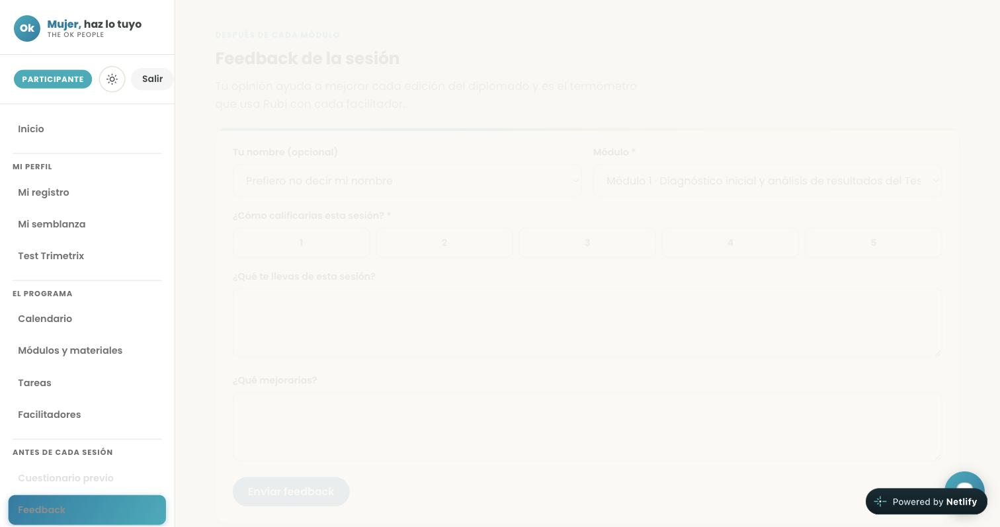 Ok
Mujer, haz lo tuyo
THE OK PEOPLE
PARTICIPANTE
Salir
Inicio
MI PERFIL
Mi registro
Mi semblanza
Test Trimetrix
EL PROGRAMA
Calendario
Módulos y materiales
Tareas
Facilitadores
ANTES DE CADA SESIÓN
Cuestionario previo
Feedback
DESPUÉS DE CADA MÓDULO
Feedback de la sesión
Tu opinión ayuda a mejorar cada edición del diplomado y es el termómetro
que usa Rubí con cada facilitador.
Tu nombre (opcional)
Prefiero no decir mi nombre
Módulo *
Módulo 1 · Diagnóstico inicial y análisis de resultados del Tes
¿Cómo calificarías esta sesión? *
1
2
3
4
5
¿Qué te llevas de esta sesión?
¿Qué mejorarías?
Enviar feedback
Powered by Netlify